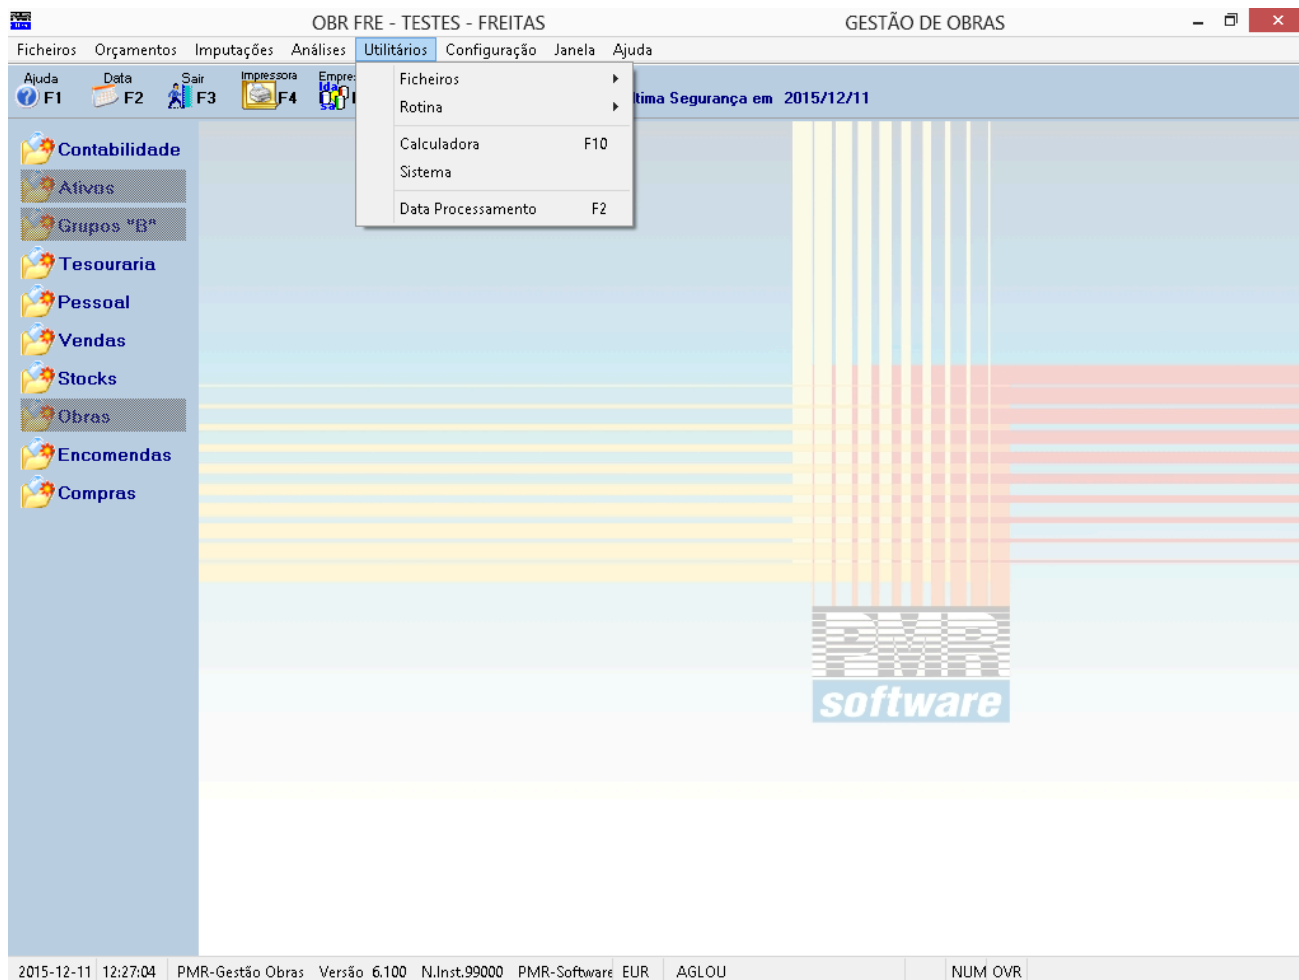 OBR FRE - TESTES - FREITAS GESTÃO DE OBRAS
Ficheiros Orçamentos Imputações Análises Utilitários Configuração Janela Ajuda
Ajuda Data Sair Impressora Empre
F1 F2 F3 F4 tima Segurança em 2015/12/11
Ficheiros
Rotina
Calculadora F10
Sistema
Data Processamento F2
Contabilidade
Ativos
Grupos "B"
Tesouraria
Pessoal
Vendas
Stocks
Obras
Encomendas
Compras
PMR
software
2015-12-11 12:27:04 PMR-Gestão Obras Versão 6.100 N.Inst.99000 PMR-Software EUR AGLOU NUM OVR